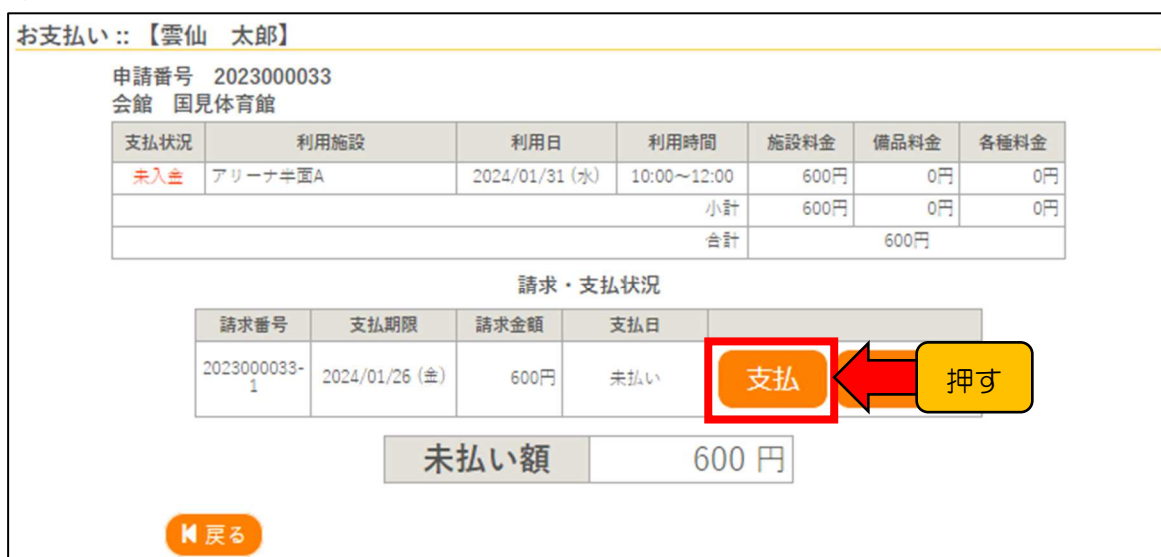 お支払い :: 【雲仙　太郎】
申請番号　2023000033
会館　国見体育館
支払状況 利用施設 利用日 利用時間 施設料金 備品料金 各種料金
未入金 アリーナ半面A 2024/01/31 (水) 10:00～12:00 600円 0円 0円
小計 600円 0円 0円
合計 600円
請求・支払状況
請求番号 支払期限 請求金額 支払日
2023000033-1 2024/01/26 (金) 600円 未払い 支払 押す
未払い額 600 円
戻る